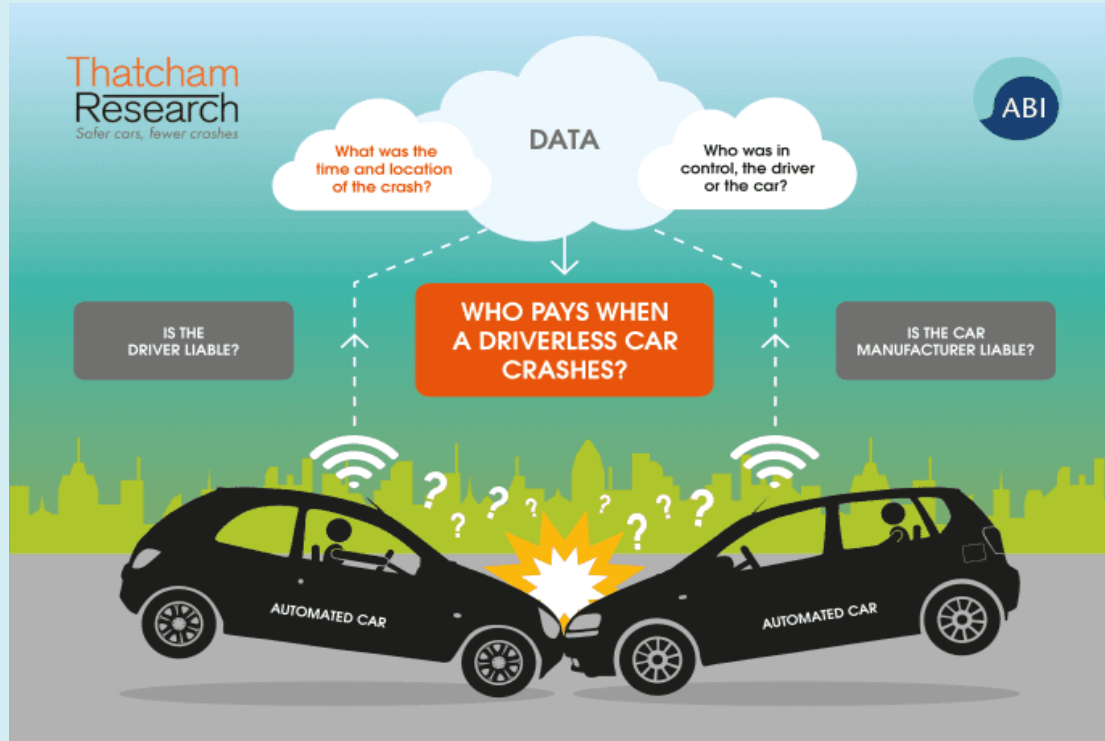 Thatcham
Research
Safer cars, fewer crashes
ABI
DATA
What was the
time and location
of the crash?
Who was in
control, the driver
or the car?
IS THE
DRIVER LIABLE?
WHO PAYS WHEN
A DRIVERLESS CAR
CRASHES?
IS THE CAR
MANUFACTURER LIABLE?
? ? ? ? ? ? ? ?
AUTOMATED CAR
AUTOMATED CAR